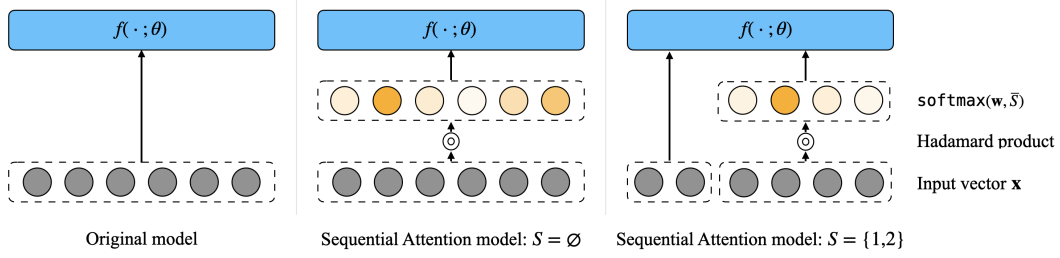 f( · ; θ)
f( · ; θ)
f( · ; θ)
softmax(w, S̅)
Hadamard product
Input vector x
Original model
Sequential Attention model: S = ∅
Sequential Attention model: S = {1,2}